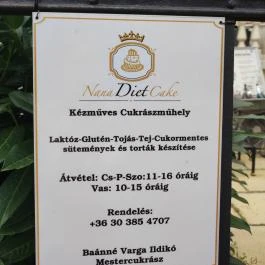 Nana Diet Cake
Kézműves Cukrászműhely
Laktóz-Glutén-Tojás-Tej-Cukormentes
sütemények és torták készítése
Átvétel: Cs-P-Szo:11-16 óráig
Vas: 10-15 óráig
Rendelés:
+36 30 385 4707
Baánné Varga Ildikó
Mestercukrász